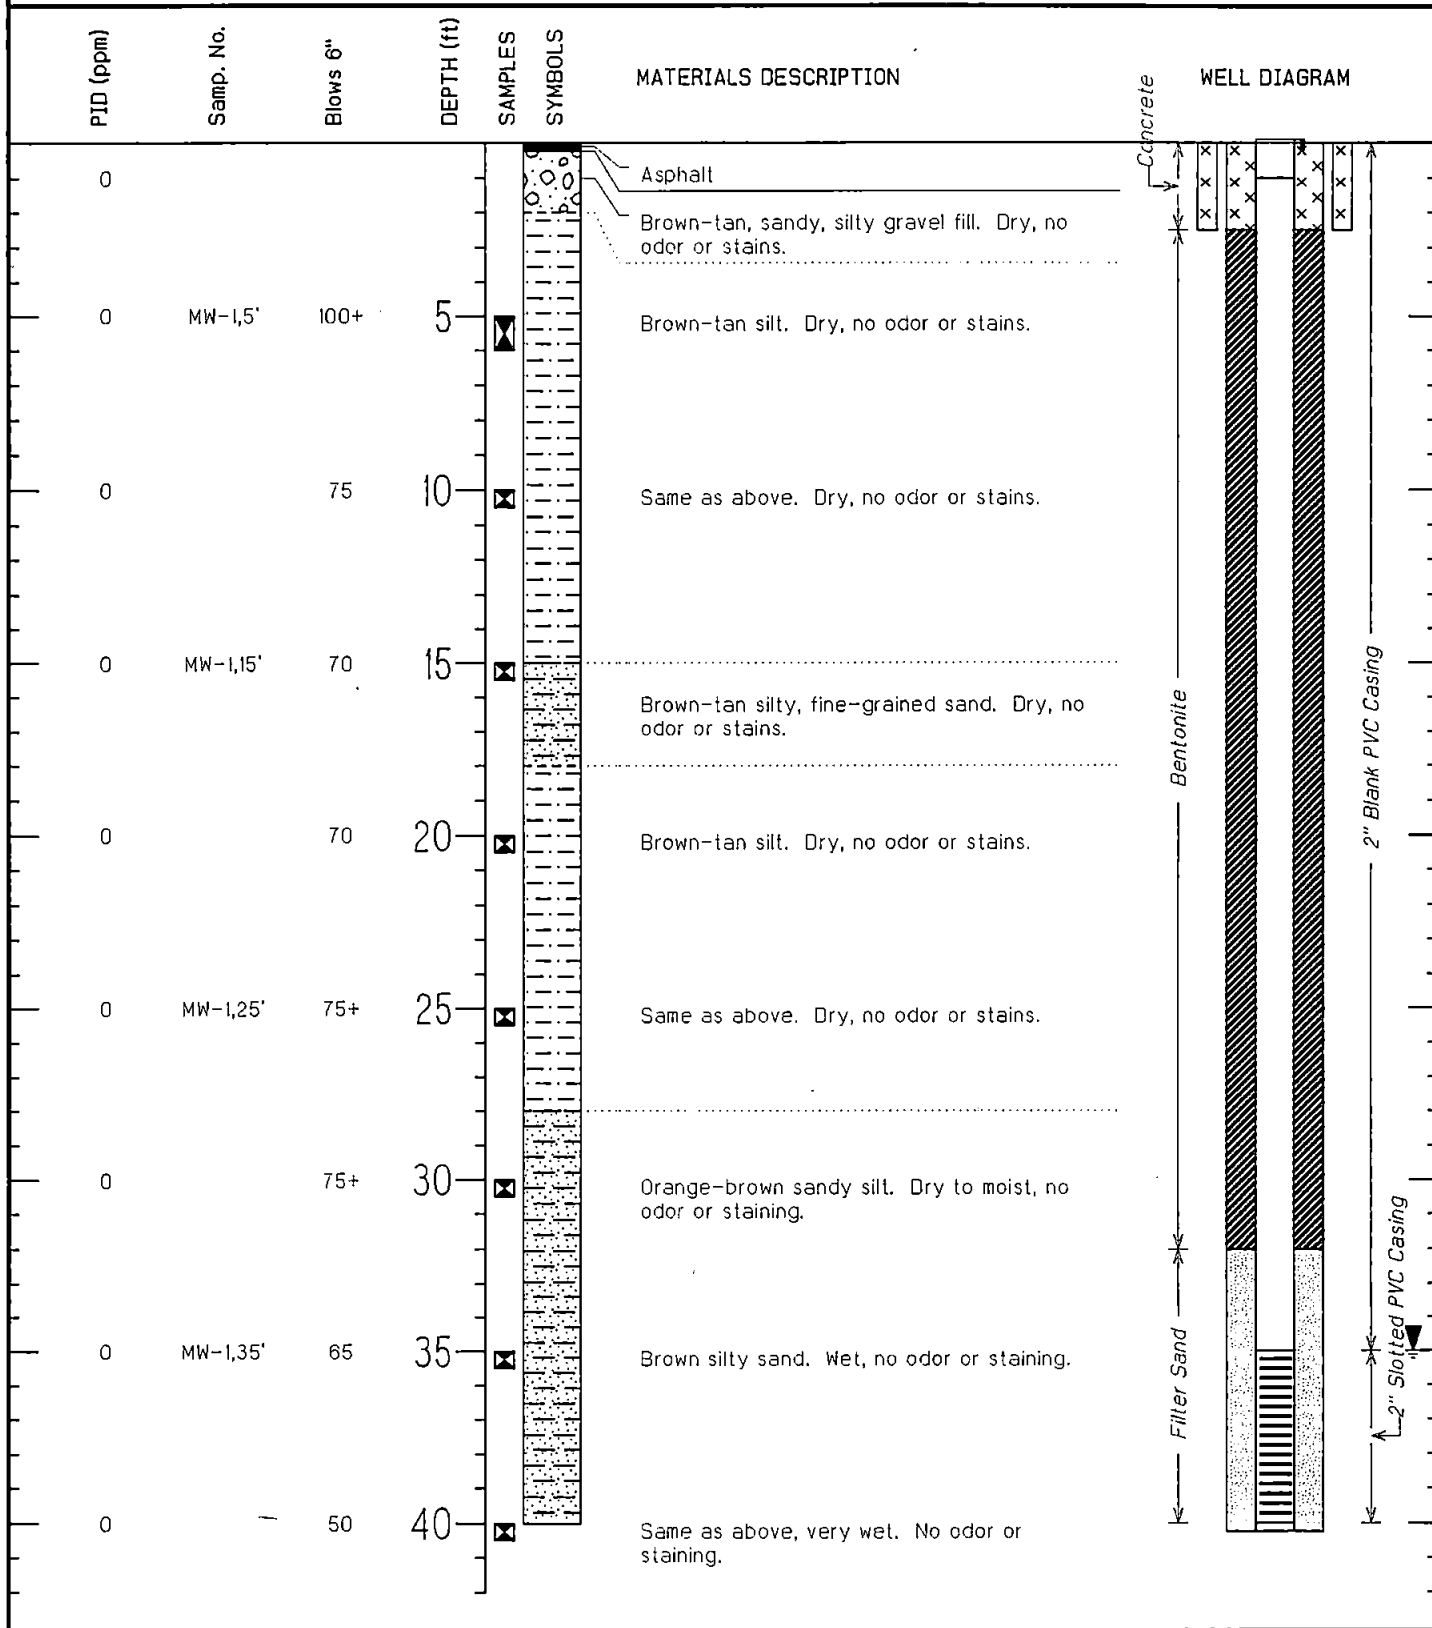 PID (ppm)
Samp. No.
Blows 6"
DEPTH (ft)
SAMPLES
SYMBOLS
MATERIALS DESCRIPTION
WELL DIAGRAM
Concrete
0
Asphalt
Brown-tan, sandy, silty gravel fill. Dry, no
odor or stains.
0 MW-1,5' 100+ 5
Brown-tan silt. Dry, no odor or stains.
0 75 10
Same as above. Dry, no odor or stains.
0 MW-1,15' 70 15
Brown-tan silty, fine-grained sand. Dry, no
odor or stains.
Bentonite
2" Blank PVC Casing
0 70 20
Brown-tan silt. Dry, no odor or stains.
0 MW-1,25' 75+ 25
Same as above. Dry, no odor or stains.
0 75+ 30
Orange-brown sandy silt. Dry to moist, no
odor or staining.
0 MW-1,35' 65 35
Brown silty sand. Wet, no odor or staining.
Filter Sand
2" Slotted PVC Casing
0 50 40
Same as above, very wet. No odor or
staining.